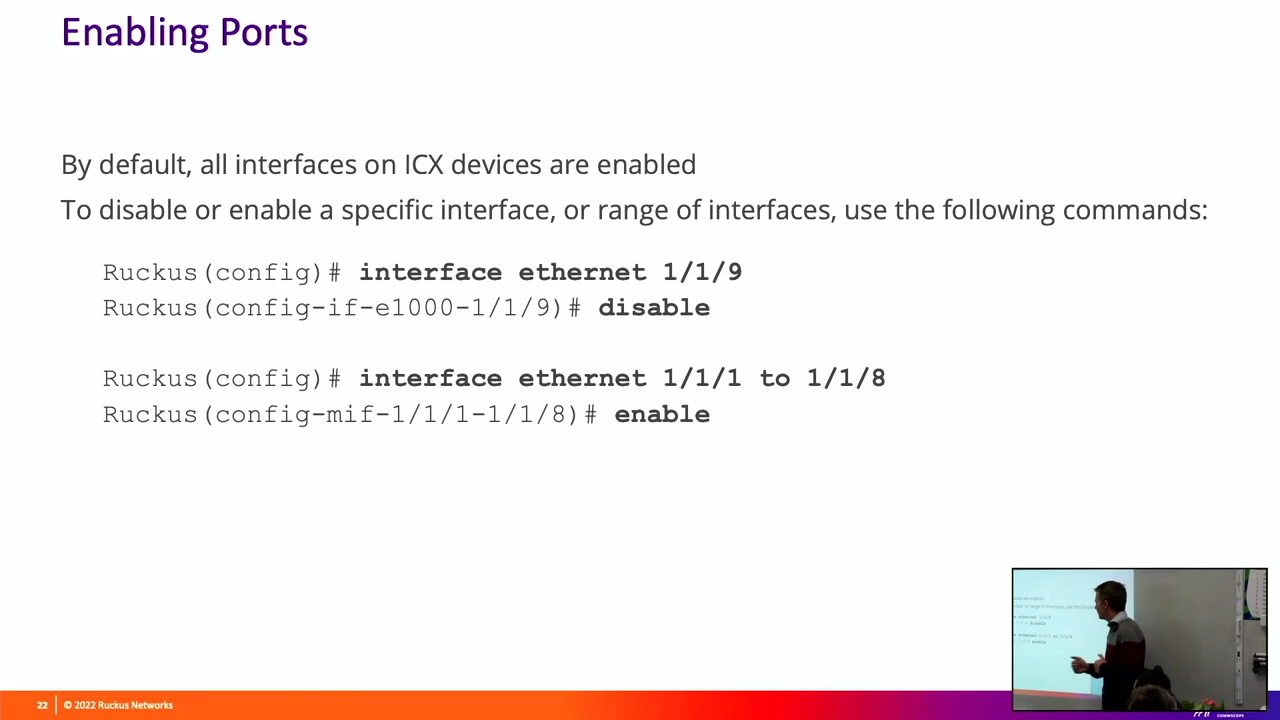 Enabling Ports
By default, all interfaces on ICX devices are enabled
To disable or enable a specific interface, or range of interfaces, use the following commands:
Ruckus(config)# interface ethernet 1/1/9
Ruckus(config-if-e1000-1/1/9)# disable
Ruckus(config)# interface ethernet 1/1/1 to 1/1/8
Ruckus(config-mif-1/1/1-1/1/8)# enable
22
© 2022 Ruckus Networks
COMMSCOPE